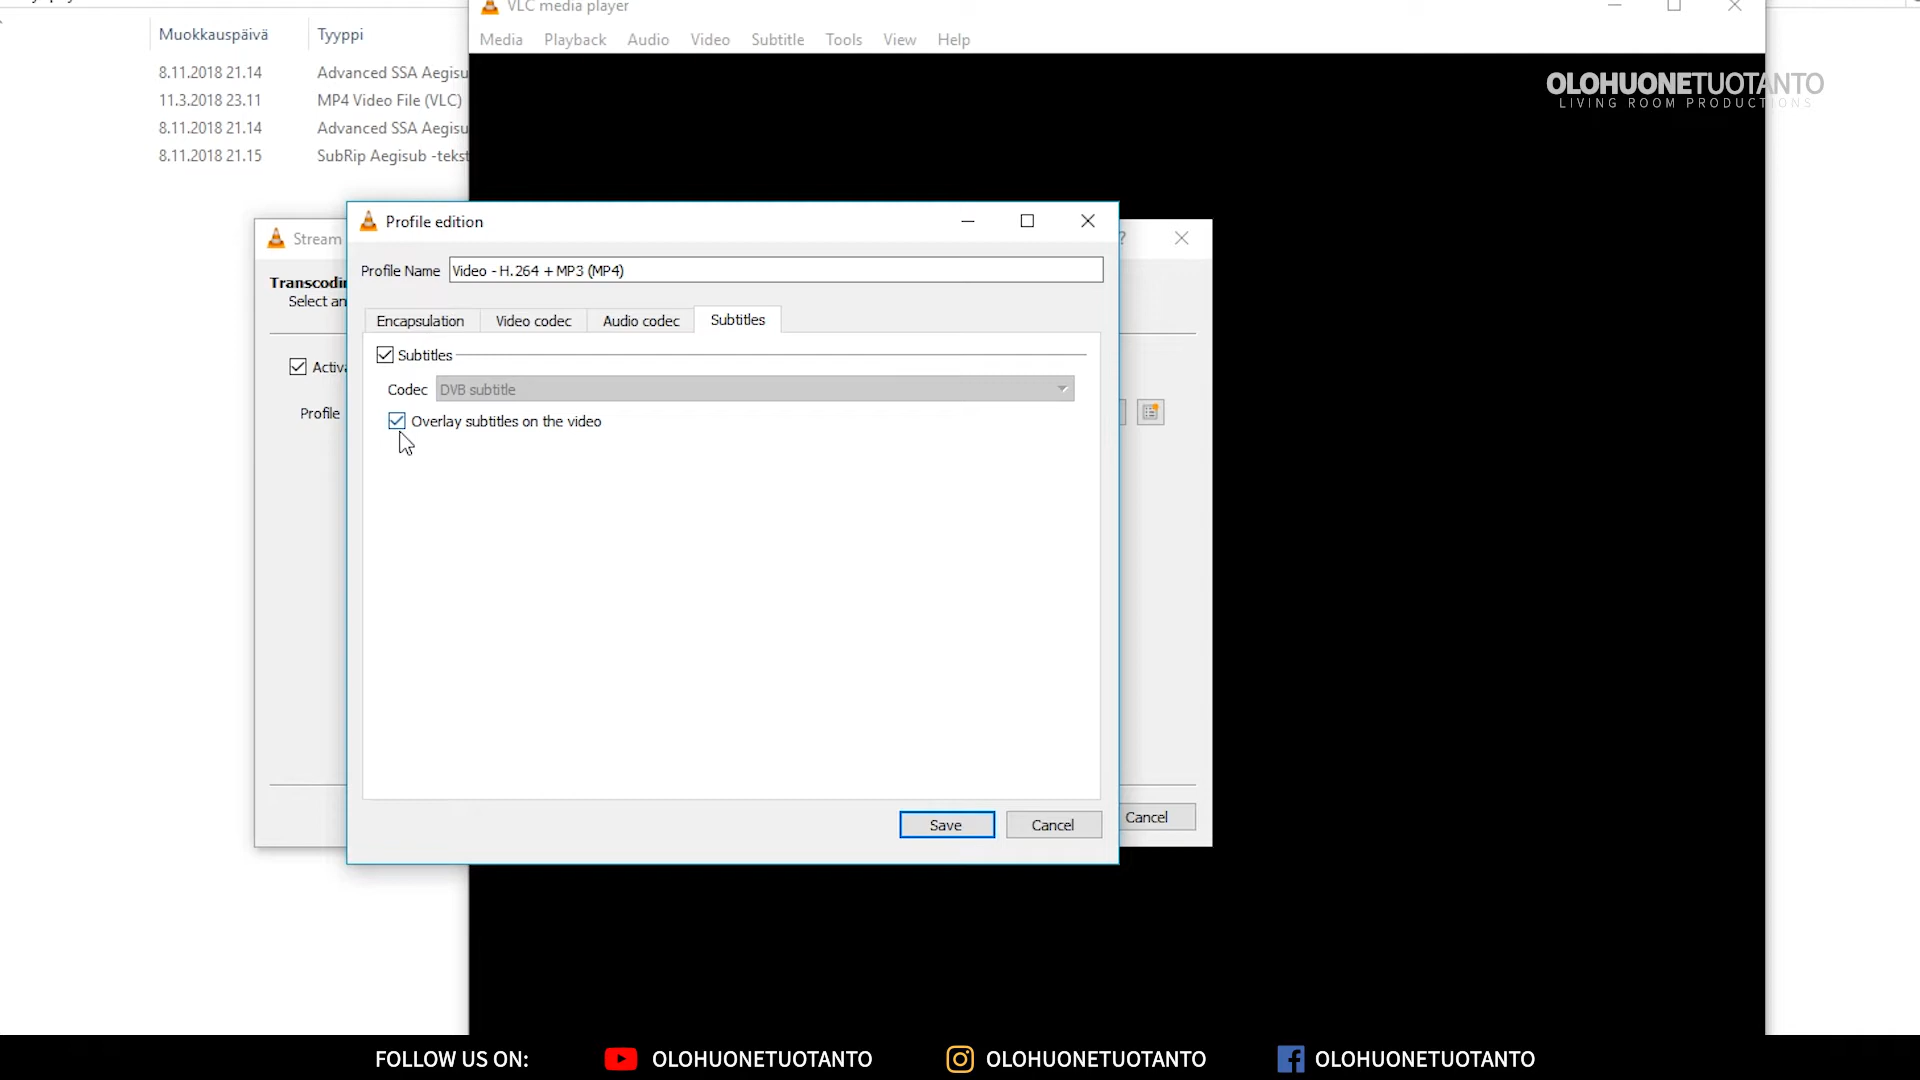 VLC media player
Muokkauspäivä Tyyppi
Media Playback Audio Video Subtitle Tools View Help
8.11.2018 21.14 Advanced SSA Aegisu
11.3.2018 23.11 MP4 Video File (VLC)
8.11.2018 21.14 Advanced SSA Aegisu
8.11.2018 21.15 SubRip Aegisub -tekst
OLOHUONETUOTANTO
LIVING ROOM PRODUCTIONS
Stream
?
Transcodin
Select an
Activa
Profile
Cancel
Profile edition
Profile Name Video - H.264 + MP3 (MP4)
Encapsulation Video codec Audio codec Subtitles
Subtitles
Codec DVB subtitle
Overlay subtitles on the video
Save Cancel
FOLLOW US ON: OLOHUONETUOTANTO OLOHUONETUOTANTO OLOHUONETUOTANTO